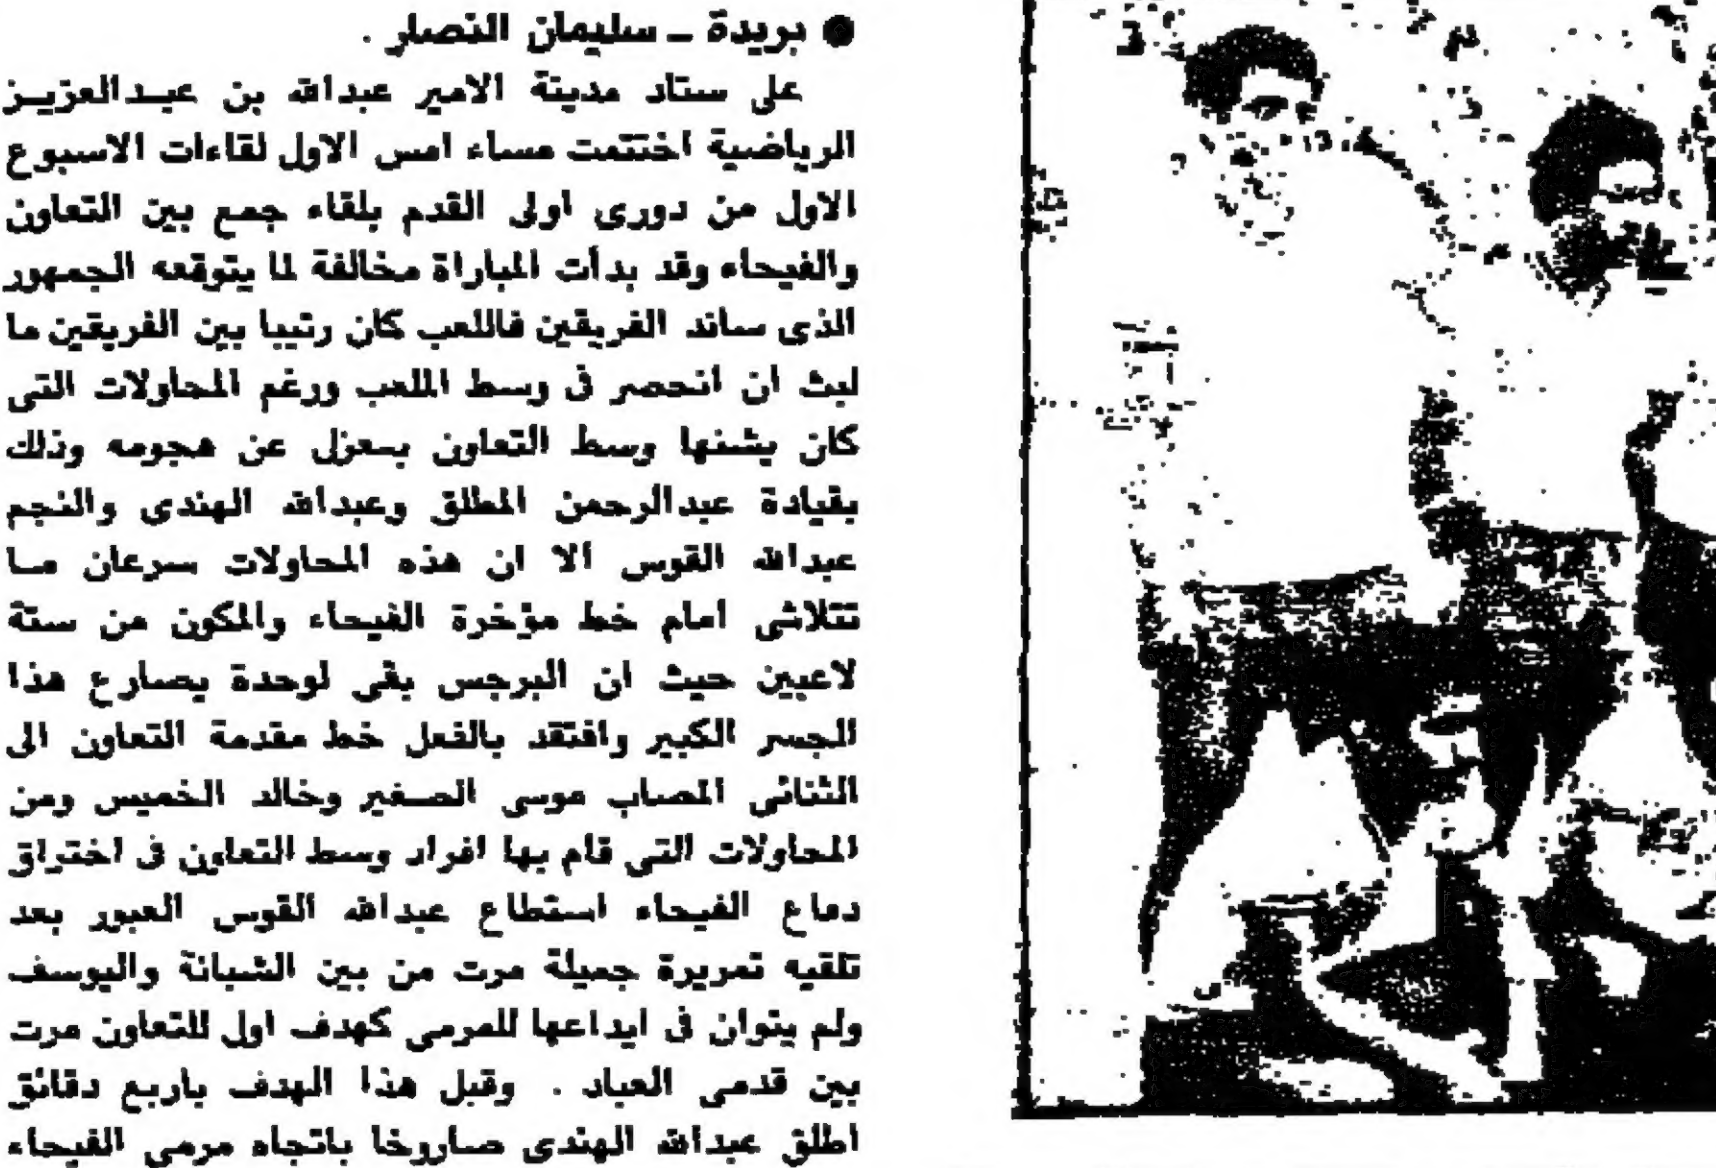 ● بريدة ـ سليمان النصار .
على ستاد مدينة الامير عبدالله بن عبدالعزيز
الرياضية اختتمت مساء امس الاول لقاءات الاسبوع
الاول من دورى اولى القدم بلقاء جمع بين التعاون
والفيحاء وقد بدأت المباراة مخالفة لما يتوقعه الجمهور
الذى ساند الفريقين فاللعب كان رتيبا بين الفريقين ما
لبث ان انحصر فى وسط الملعب ورغم المحاولات التى
كان يشنها وسط التعاون بمعزل عن هجومه وذلك
بقيادة عبدالرحمن المطلق وعبدالله الهندى والنجم
عبدالله القوس الا ان هذه المحاولات سرعان ما
تتلاشى امام خط مؤخرة الفيحاء والمكون من ستة
لاعبين حيث ان البرجس بقى لوحدة يصارع هذا
الجسر الكبير وافتقد بالفعل خط مقدمة التعاون الى
الثنائى المصاب موسى الصغير وخالد الخميس ومن
المحاولات التى قام بها افراد وسط التعاون فى اختراق
دماع الفيحاء استطاع عبدالله القوس العبور بعد
تلقيه تمريرة جميلة مرت من بين الشبانة واليوسف
ولم يتوان فى ايداعها للمرمى كهدف اول للتعاون مرت
بين قدمى العباد . وقبل هذا الهدف باربع دقائق
اطلق عبدالله الهندى صاروخا باتجاه مرمى الفيحاء